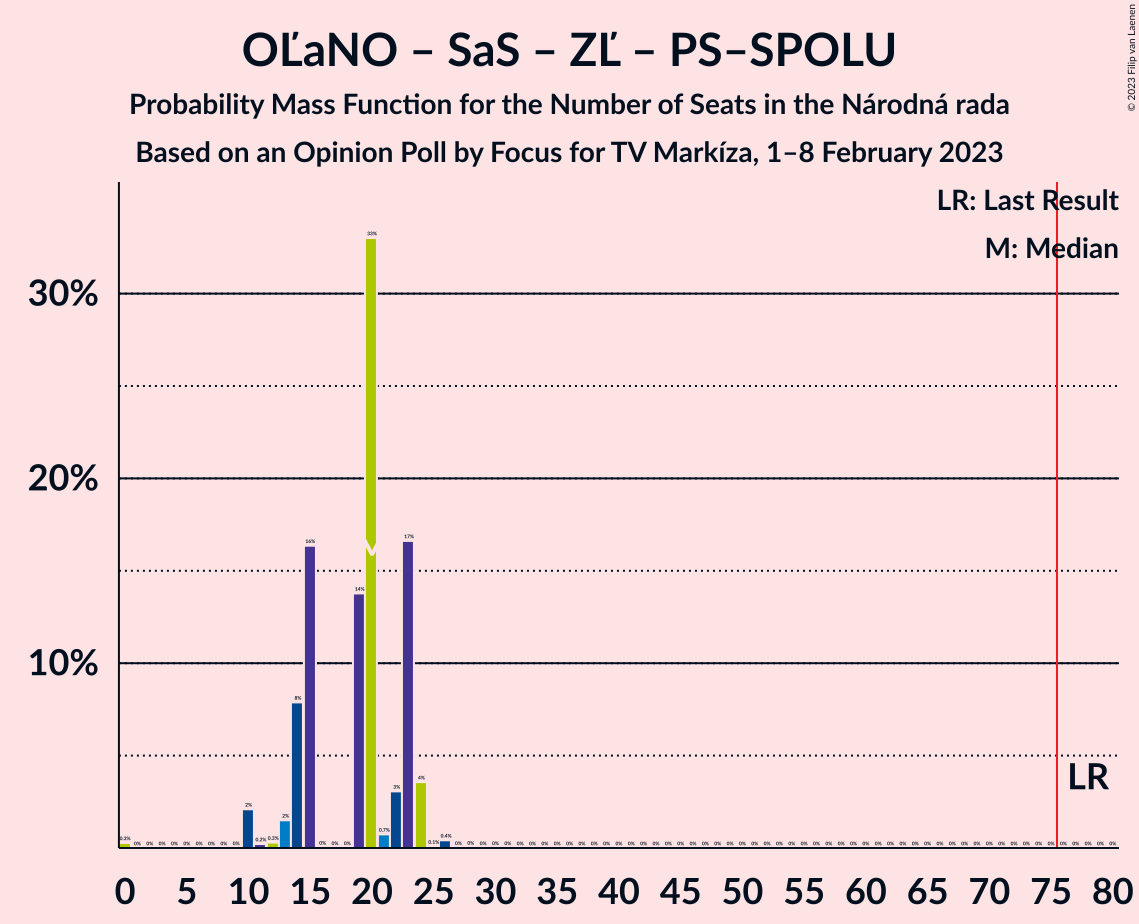 OĽaNO – SaS – ZĽ – PS–SPOLU
Probability Mass Function for the Number of Seats in the Národná rada
Based on an Opinion Poll by Focus for TV Markíza, 1–8 February 2023
© 2023 Filip van Laenen
LR: Last Result
M: Median
30%
20%
10%
LR
33%
17%
16%
14%
8%
4%
3%
2%
2%
0.7%
0.4%
0 5 10 15 20 25 30 35 40 45 50 55 60 65 70 75 80